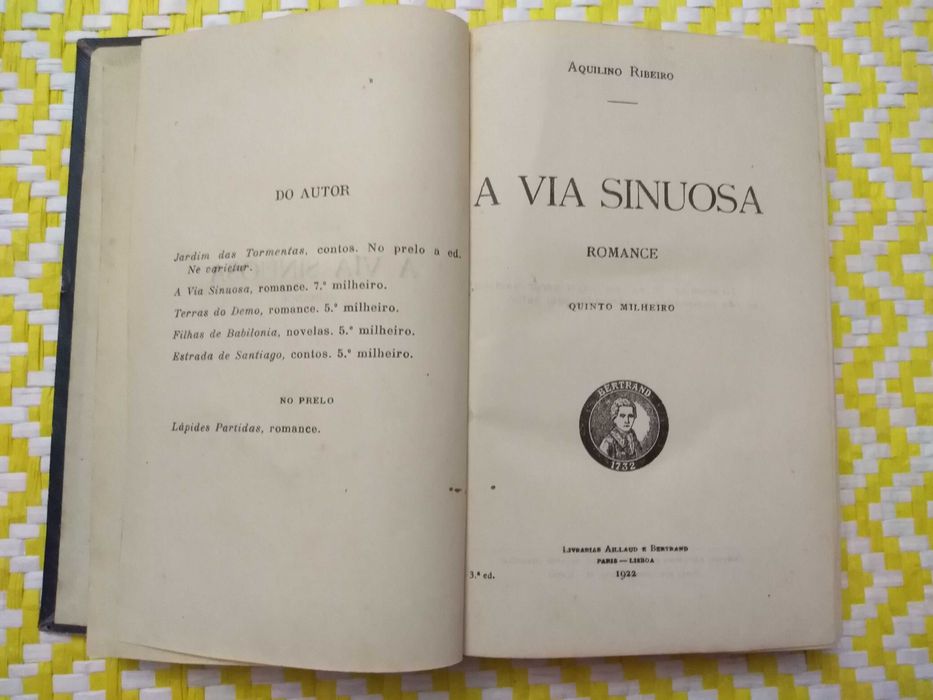 DO AUTOR
Jardim das Tormentas, contos. No prelo a ed.
Ne varietur.
A Via Sinuosa, romance. 7.º milheiro.
Terras do Demo, romance. 5.º milheiro.
Filhas de Babilonia, novelas. 5.º milheiro.
Estrada de Santiago, contos. 5.º milheiro.
NO PRELO
Lápides Partidas, romance.
AQUILINO RIBEIRO
A VIA SINUOSA
ROMANCE
QUINTO MILHEIRO
BERTRAND
1732
LIVRARIAS AILLAUD E BERTRAND
PARIS — LISBOA
3.ª ed.
1922